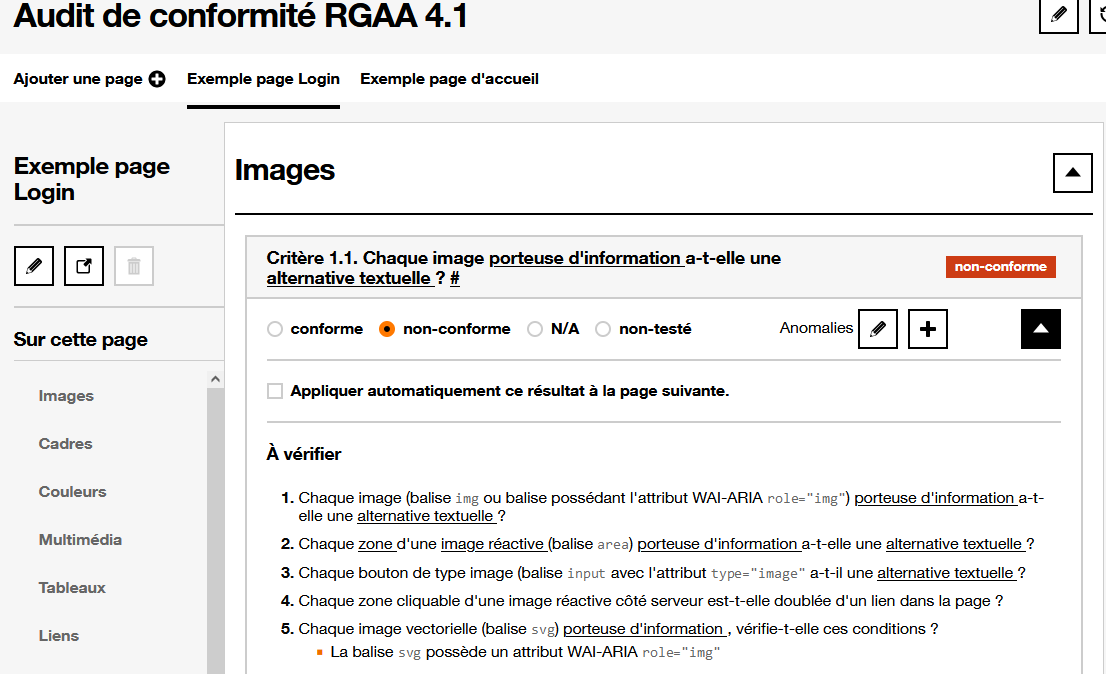 Audit de conformité RGAA 4.1
Ajouter une page
Exemple page Login
Exemple page d'accueil
Exemple page
Login
Sur cette page
Images
Cadres
Couleurs
Multimédia
Tableaux
Liens
Images
Critère 1.1. Chaque image porteuse d'information a-t-elle une
alternative textuelle ? #
non-conforme
conforme non-conforme N/A non-testé Anomalies
Appliquer automatiquement ce résultat à la page suivante.
À vérifier
1. Chaque image (balise img ou balise possédant l'attribut WAI-ARIA role="img") porteuse d'information a-t-
elle une alternative textuelle ?
2. Chaque zone d'une image réactive (balise area) porteuse d'information a-t-elle une alternative textuelle ?
3. Chaque bouton de type image (balise input avec l'attribut type="image" a-t-il une alternative textuelle ?
4. Chaque zone cliquable d'une image réactive côté serveur est-t-elle doublée d'un lien dans la page ?
5. Chaque image vectorielle (balise svg) porteuse d'information , vérifie-t-elle ces conditions ?
La balise svg possède un attribut WAI-ARIA role="img"